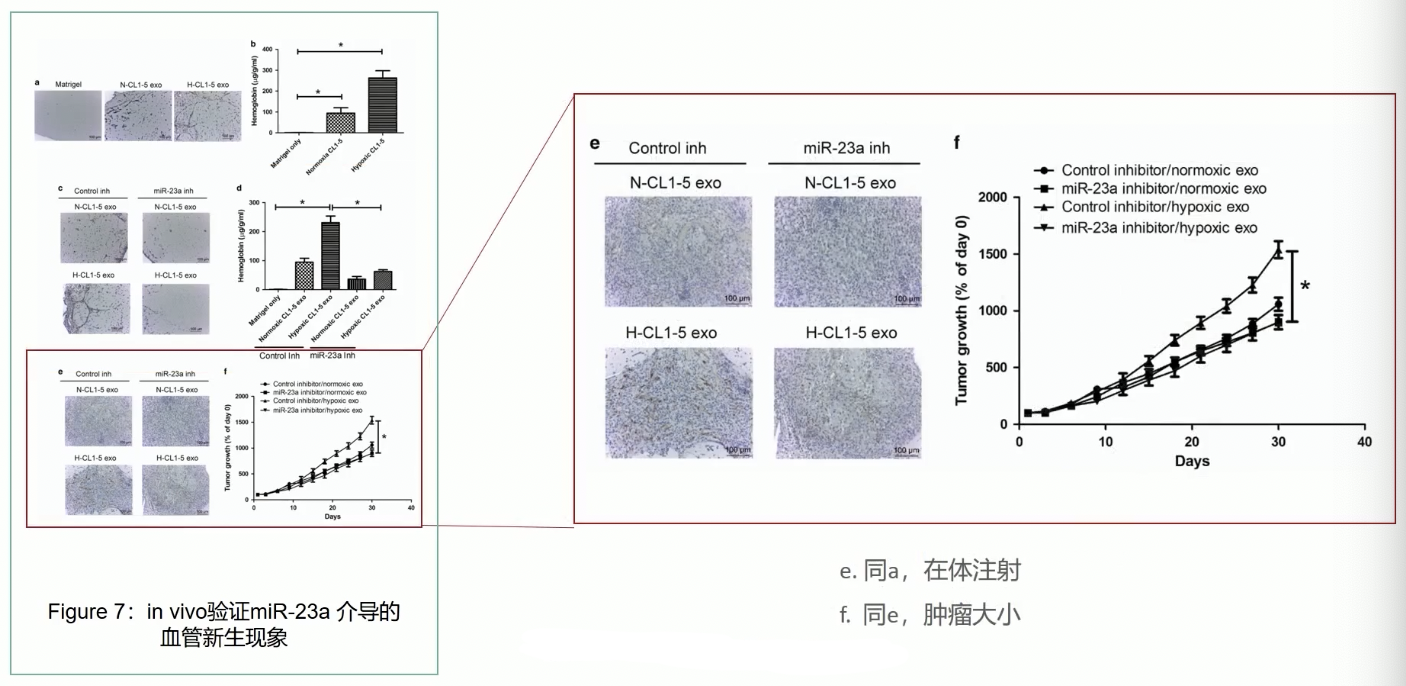 a
Matrigel
N-CL1-5 exo
H-CL1-5 exo
b
Hemoglobin (μg/g/ml)
400
300
200
100
0
*
*
Matrigel only
Normoxia CL1-5
Hypoxic CL1-5
c
Control inh
miR-23a inh
N-CL1-5 exo
N-CL1-5 exo
H-CL1-5 exo
H-CL1-5 exo
d
Hemoglobin (μg/g/ml)
300
200
100
0
*
*
Matrigel only
Normoxic CL1-5 exo
Hypoxic CL1-5 exo
Normoxic CL1-5 exo
Hypoxic CL1-5 exo
Control Inh
miR-23a Inh
e
Control inh
miR-23a inh
N-CL1-5 exo
N-CL1-5 exo
H-CL1-5 exo
H-CL1-5 exo
f
Control inhibitor/normoxic exo
miR-23a inhibitor/normoxic exo
Control inhibitor/hypoxic exo
miR-23a inhibitor/hypoxic exo
Tumor growth (% of day 0)
2000
1500
1000
500
0
*
0
10
20
30
40
Days
Figure 7：in vivo验证miR-23a 介导的
血管新生现象
e
Control inh
miR-23a inh
N-CL1-5 exo
N-CL1-5 exo
100 μm
100 μm
H-CL1-5 exo
H-CL1-5 exo
100 μm
100 μm
f
Control inhibitor/normoxic exo
miR-23a inhibitor/normoxic exo
Control inhibitor/hypoxic exo
miR-23a inhibitor/hypoxic exo
Tumor growth (% of day 0)
2000
1500
1000
500
0
*
0
10
20
30
40
Days
e. 同a，在体注射
f. 同e，肿瘤大小